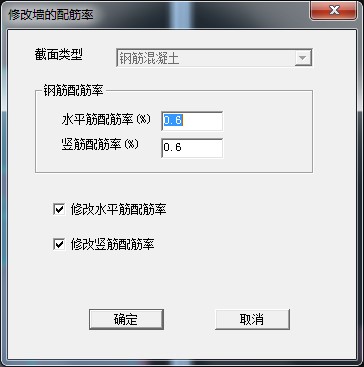 修改墙的配筋率
截面类型 钢筋混凝土
钢筋配筋率
水平筋配筋率(%) 0.6
竖筋配筋率(%) 0.6
修改水平筋配筋率
修改竖筋配筋率
确定 取消